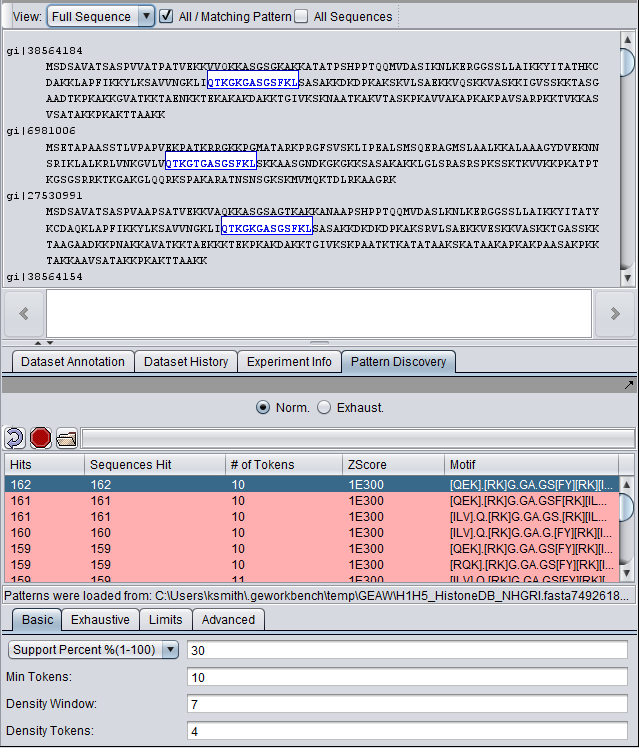 View: Full Sequence All / Matching Pattern All Sequences
gi|38564184
MSDSAVATSASPVVATPATVEKKVVQKKASGSGKAKKATATPSHPPTQQMVDASIKNLKERGGSSLLAIKKYITATHKC
DAKKLAPFIKKYLKSAVVNGKLIQTKGKGASGSFKLSASAKKDKDPKAKSKVLSAEKKVQSKKVASKKIGVSSKKTASG
AADTKPKAKKGVATKKTAENKKTEKAKAKDAKKTGIVKSKNAATKAKVTASKPKAVVAKAPKAKPAVSARPKKTVKKAS
VSATAKKPKAKTTAAKK
gi|6981006
MSETAPAASSTLVPAPVEKPATKRRGKKPGMATARKPRGFSVSKLIPEALSMSQERAGMSLAALKKALAAAGYDVEKNN
SRIKLALKRLVNKGVLVQTKGTGASGSFKLSKKAASGNDKGKGKKSASAKAKKLGLSRASRSPKSSKTKVVKKPKATPT
KGSGSRRKTKGAKGLQQRKSPAKARATNSNSGKSKMVMQKTDLRKAAGRK
gi|27530991
MSDSAVATSASPVAAPSATVEKKVAQKKASGSAGTKAKKANAAPSHPPTQQMVDASLKNLKERGGSSLLAIKKYITATY
KCDAQKLAPFIKKYLKSAVVNGKLIQTKGKGASGSFKLSASAKKDKDPKAKSRVLSAEKKVESKKVASKKTGASSKK
TAAGAADKKPNAKKAVATKKTAEKKKTEKPKAKDAKKTGIVKSKPAATKTKATATAAKSKATAAKAPKAKPAASAKPKK
TAKKAAVSATAKKPKAKTTAAKK
gi|38564154
Dataset Annotation Dataset History Experiment Info Pattern Discovery
Norm. Exhaust.
Hits Sequences Hit # of Tokens ZScore Motif
162 162 10 1E300 [QEK].[RK]G.GA.GS[FY][RK][I...
161 161 10 1E300 [QEK].[RK]G.GA.GSF[RK][IL...
161 161 10 1E300 [ILV].Q.[RK]G.GA.GS.[RK]...
160 160 10 1E300 [ILV].Q.[RK]G.GA.G.[FY][RK]...
159 159 10 1E300 [QEK].[RK]G.GA.GS[FY][RK]...
159 159 10 1E300 [RQK].[RK]G.GA.GS[FY][RK][I...
159 159 11 1E300 [ILV].Q.[RK]G.GA.GS[FY][RK]...
Patterns were loaded from: C:\Users\ksmith\.geworkbench\temp\GEAW\H1H5_HistoneDB_NHGRI.fasta7492618...
Basic Exhaustive Limits Advanced
Support Percent %(1-100) 30
Min Tokens: 10
Density Window: 7
Density Tokens: 4